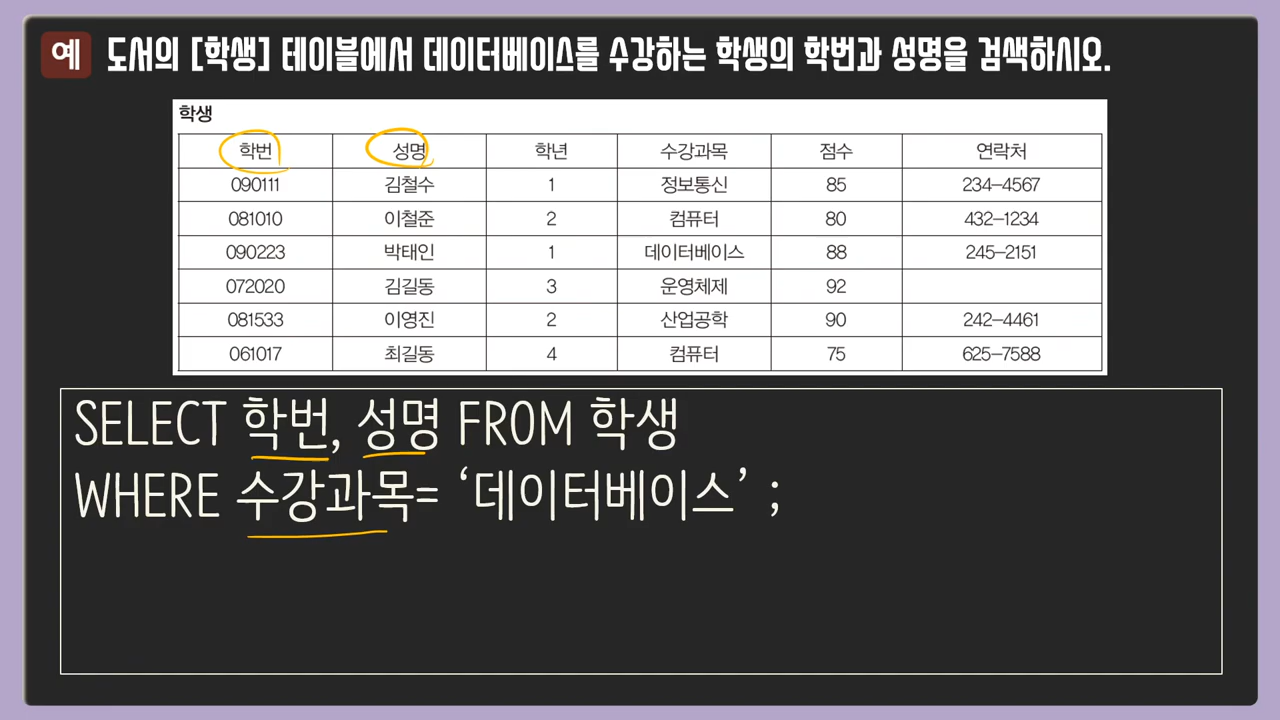 예 도서의 [학생] 테이블에서 데이터베이스를 수강하는 학생의 학번과 성명을 검색하시오.
학생
학번 성명 학년 수강과목 점수 연락처
090111 김철수 1 정보통신 85 234-4567
081010 이철준 2 컴퓨터 80 432-1234
090223 박태인 1 데이터베이스 88 245-2151
072020 김길동 3 운영체제 92
081533 이영진 2 산업공학 90 242-4461
061017 최길동 4 컴퓨터 75 625-7588
SELECT 학번, 성명 FROM 학생
WHERE 수강과목= ‘데이터베이스’ ;